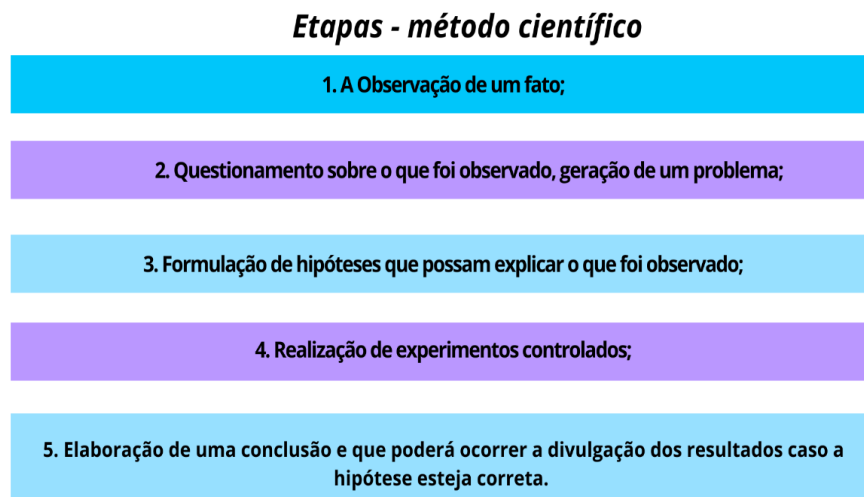 Etapas - método científico
1. A Observação de um fato;
2. Questionamento sobre o que foi observado, geração de um problema;
3. Formulação de hipóteses que possam explicar o que foi observado;
4. Realização de experimentos controlados;
5. Elaboração de uma conclusão e que poderá ocorrer a divulgação dos resultados caso a
hipótese esteja correta.